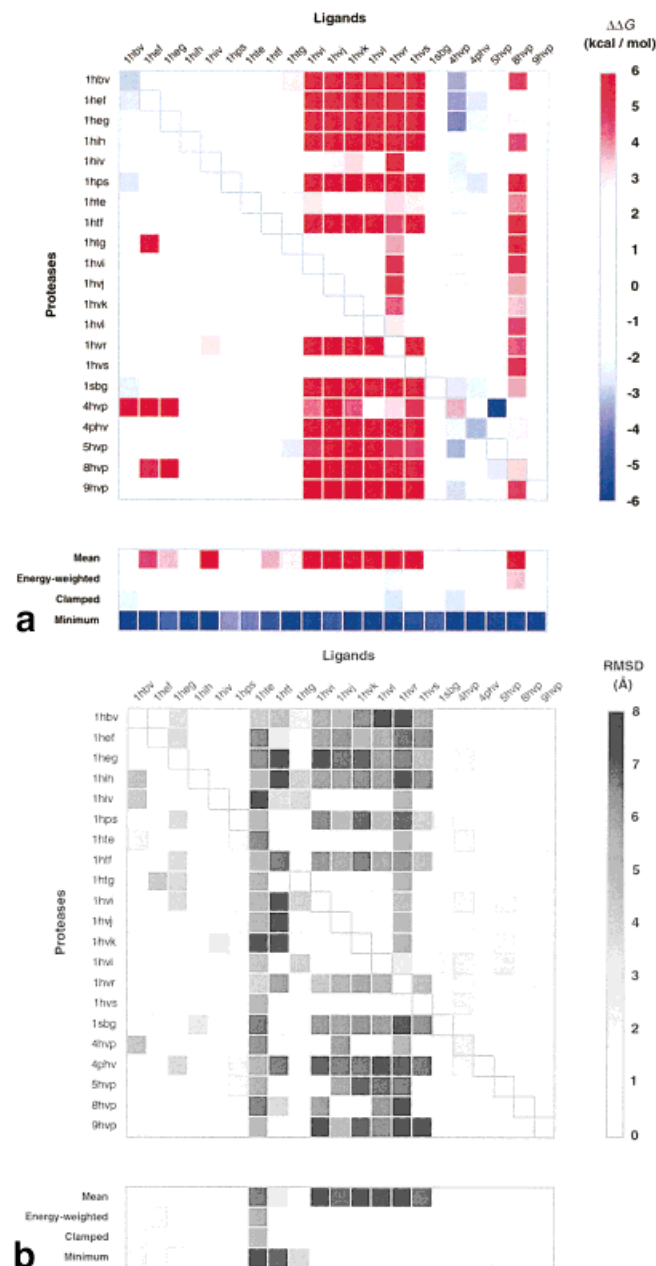 Ligands
ΔΔG
(kcal / mol)
1hbv 1hef 1heg 1hih 1hiv 1hps 1hte 1htf 1htg 1hvi 1hvj 1hvk 1hvl 1hvr 1hvs 1sbg 4hvp 4phv 5hvp 8hvp 9hvp
Proteases
1hbv
1hef
1heg
1hih
1hiv
1hps
1hte
1htf
1htg
1hvi
1hvj
1hvk
1hvl
1hvr
1hvs
1sbg
4hvp
4phv
5hvp
8hvp
9hvp
6
5
4
3
2
1
0
-1
-2
-3
-4
-5
-6
Mean
Energy-weighted
Clamped
Minimum
a
Ligands
RMSD
(Å)
1hbv 1hef 1heg 1hih 1hiv 1hps 1hte 1htf 1htg 1hvi 1hvj 1hvk 1hvl 1hvr 1hvs 1sbg 4hvp 4phv 5hvp 8hvp 9hvp
Proteases
1hbv
1hef
1heg
1hih
1hiv
1hps
1hte
1htf
1htg
1hvi
1hvj
1hvk
1hvi
1hvr
1hvs
1sbg
4hvp
4phv
5hvp
8hvp
9hvp
8
7
6
5
4
3
2
1
0
Mean
Energy-weighted
Clamped
Minimum
b